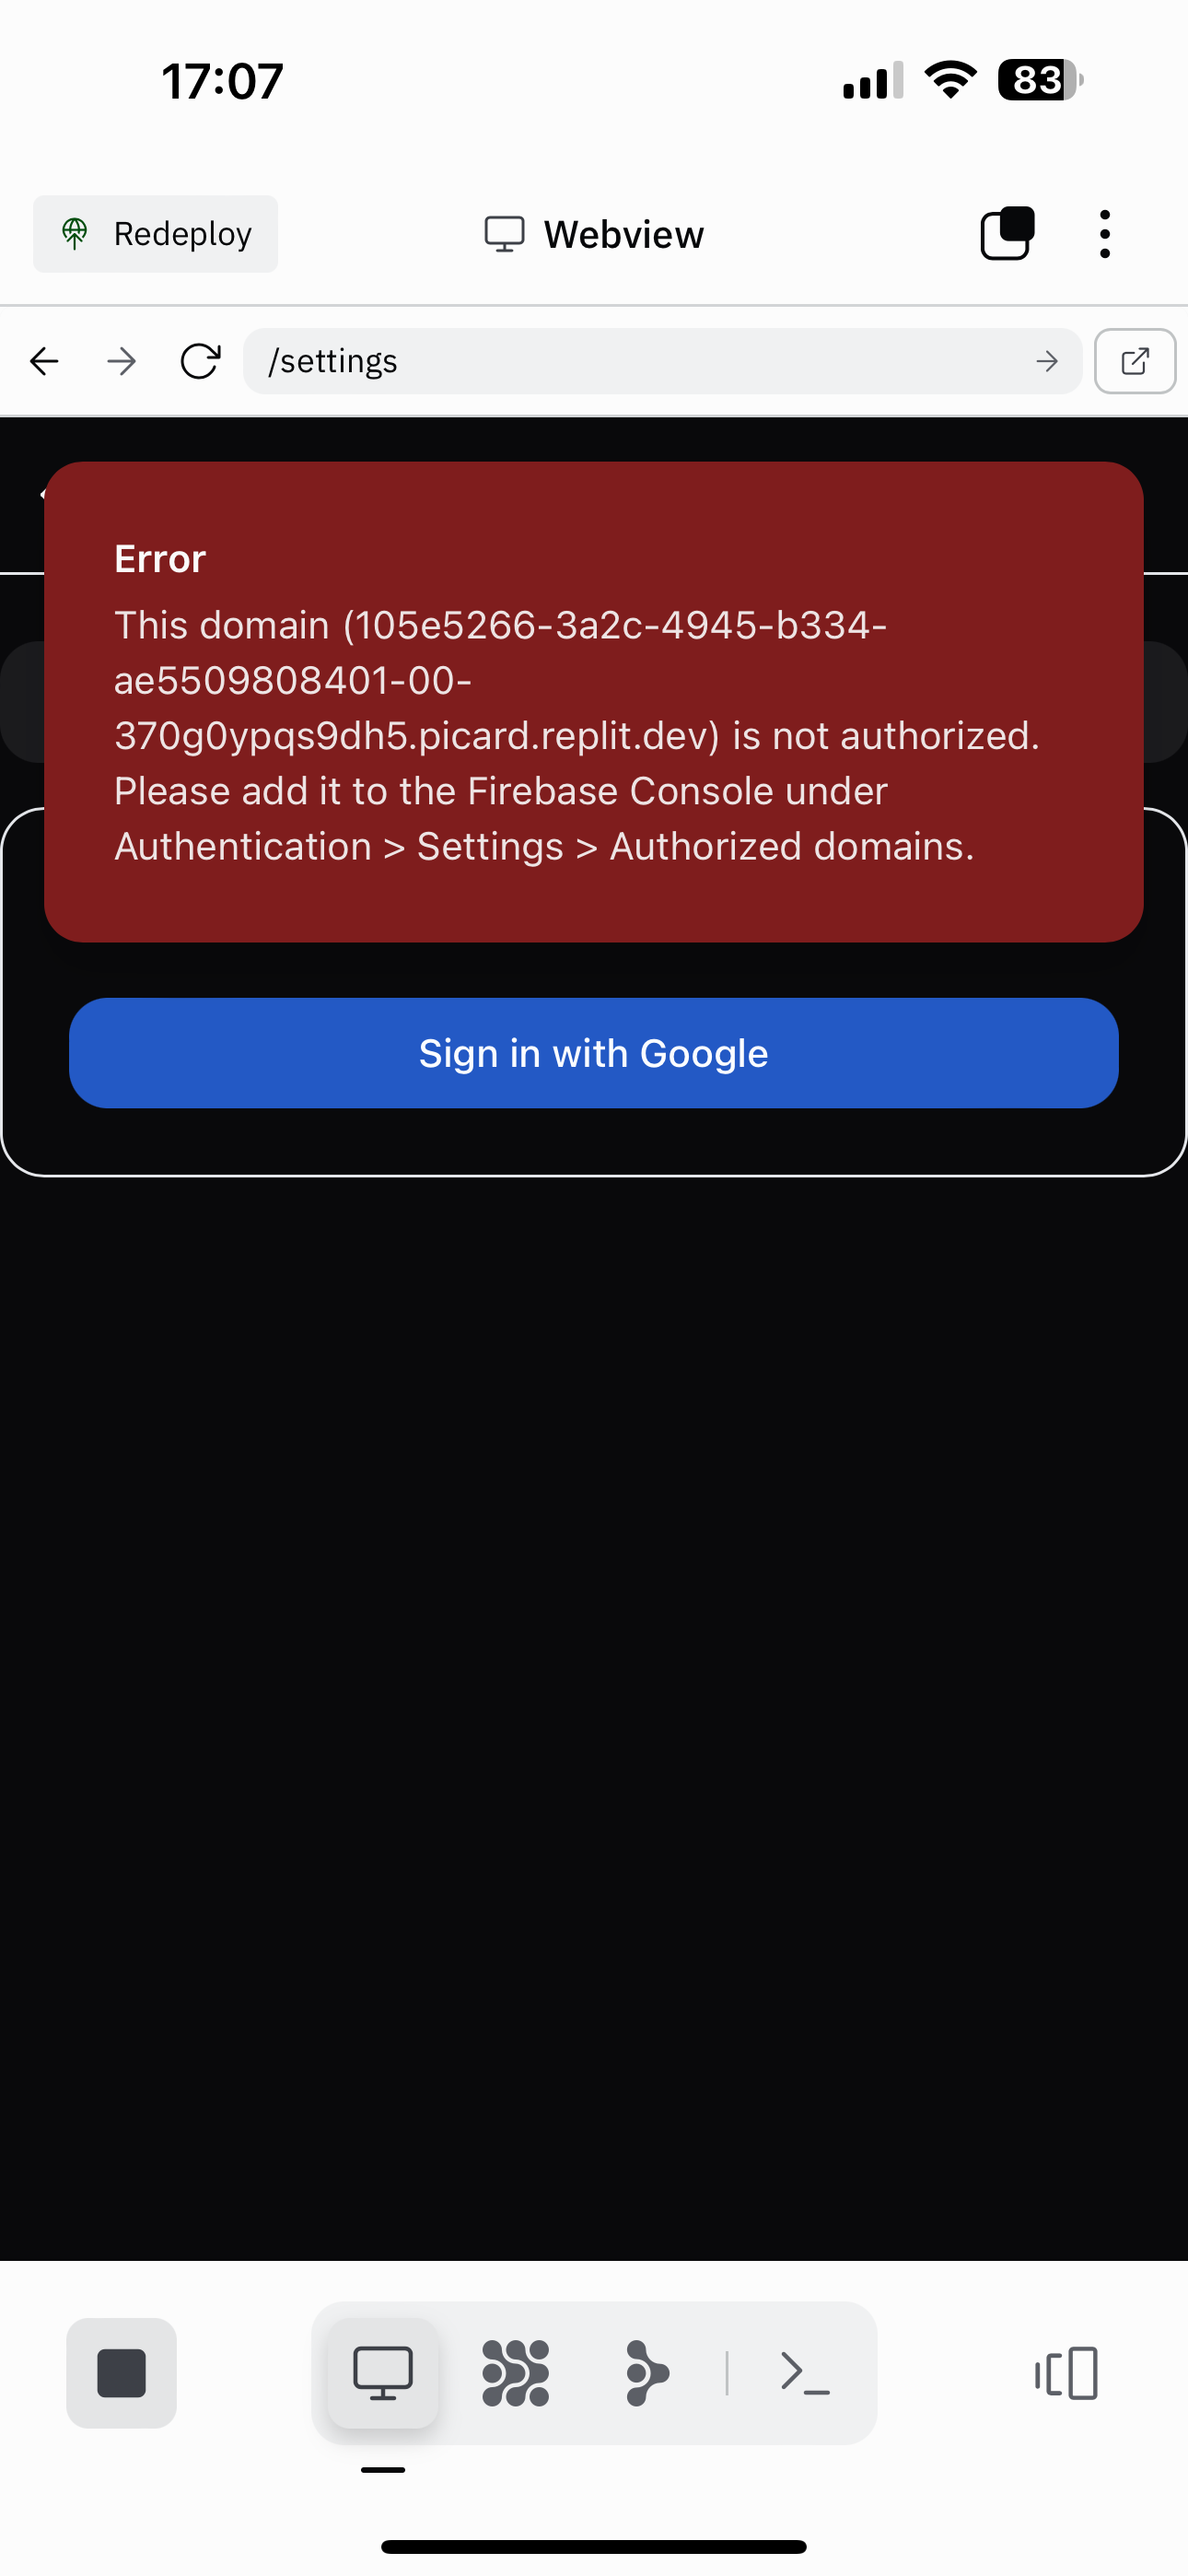 17:07
83
Redeploy
Webview
/settings
Error
This domain (105e5266-3a2c-4945-b334-
ae5509808401-00-
370g0ypqs9dh5.picard.replit.dev) is not authorized.
Please add it to the Firebase Console under
Authentication > Settings > Authorized domains.
Sign in with Google